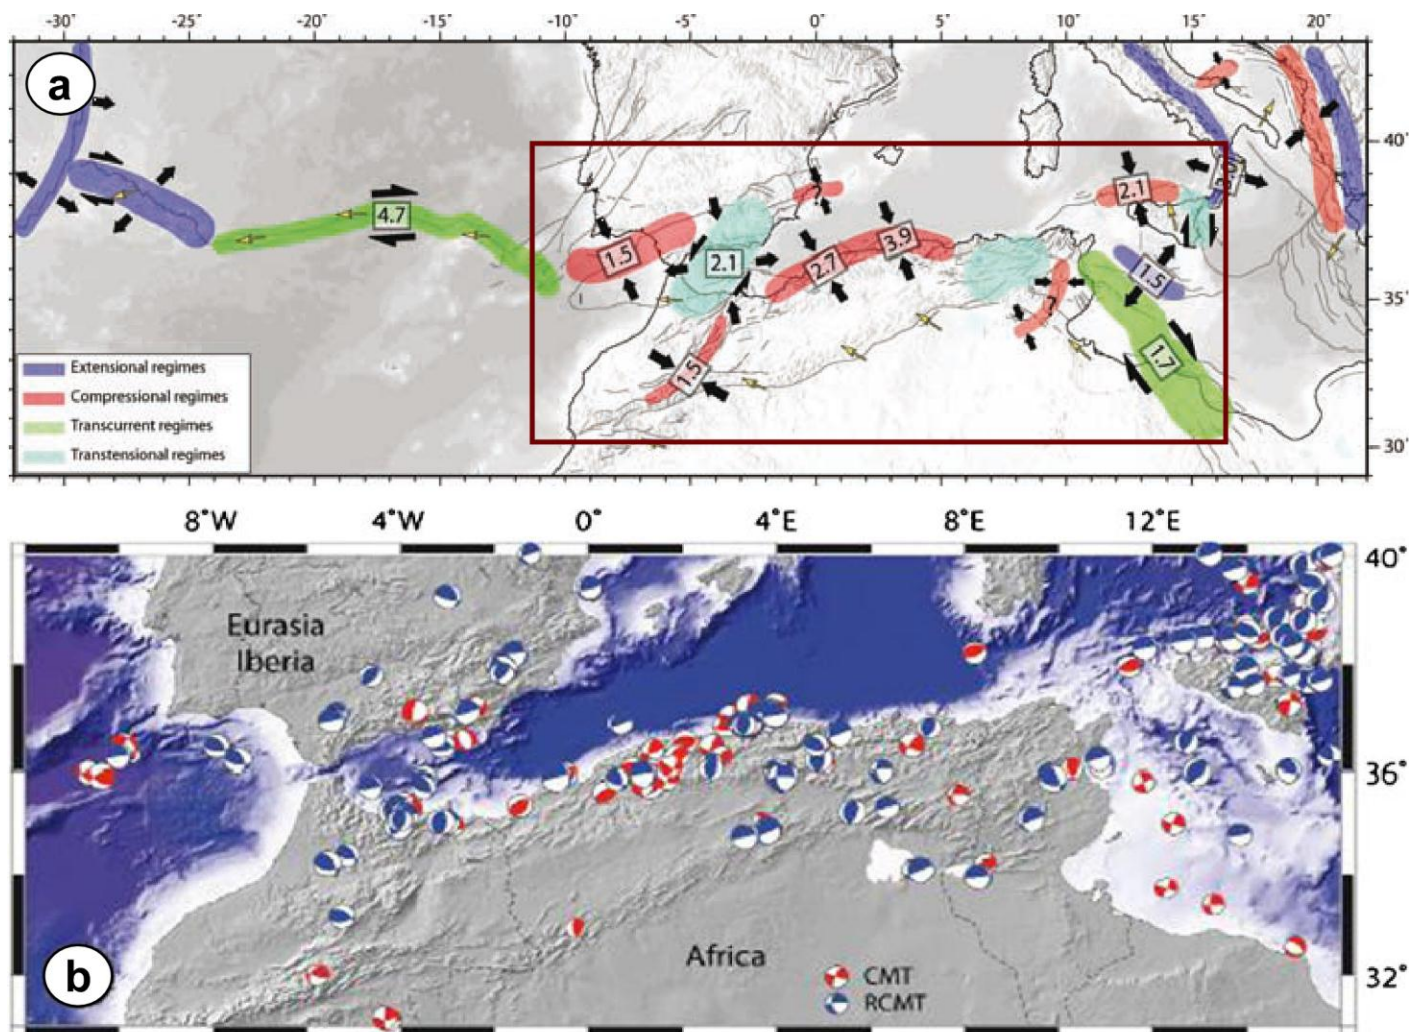 -30° -25° -20° -15° -10° -5° 0° 5° 10° 15° 20°
a
40°
35°
30°
4.7
1.5
2.1
2.7
3.9
?
1.5
?
2.1
1.5
1.7
Extensional regimes
Compressional regimes
Transcurrent regimes
Transtensional regimes
8°W 4°W 0° 4°E 8°E 12°E
40°
36°
32°
Eurasia
Iberia
Africa
b
CMT
RCMT